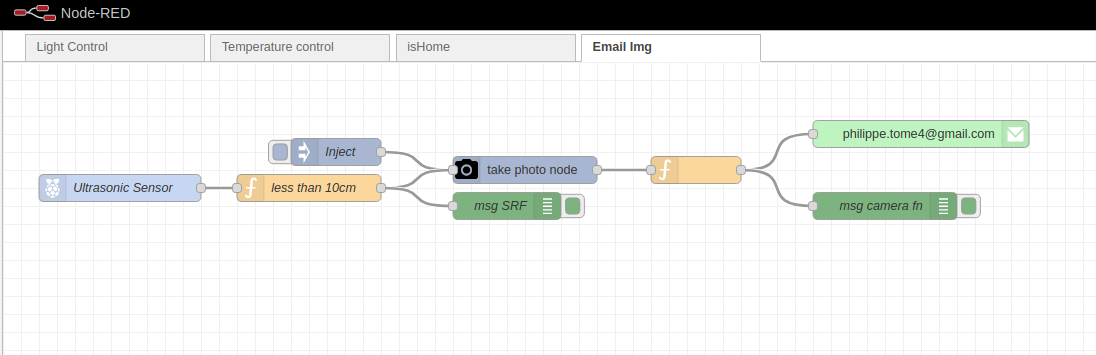 Node-RED
Light Control
Temperature control
isHome
Email Img
philippe.tome4@gmail.com
Inject
take photo node
Ultrasonic Sensor
less than 10cm
msg SRF
msg camera fn